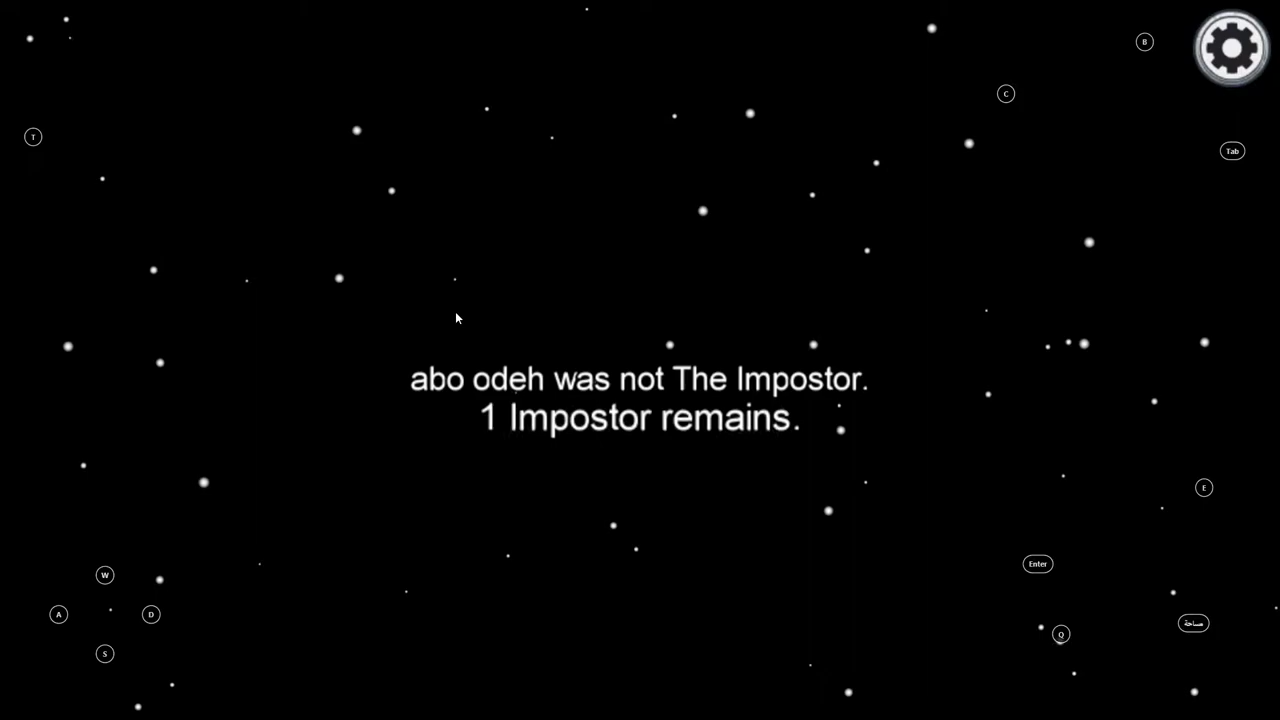 B
C
T
Tab
abo odeh was not The Impostor.
1 Impostor remains.
E
Enter
W
A
D
مساحة
Q
S